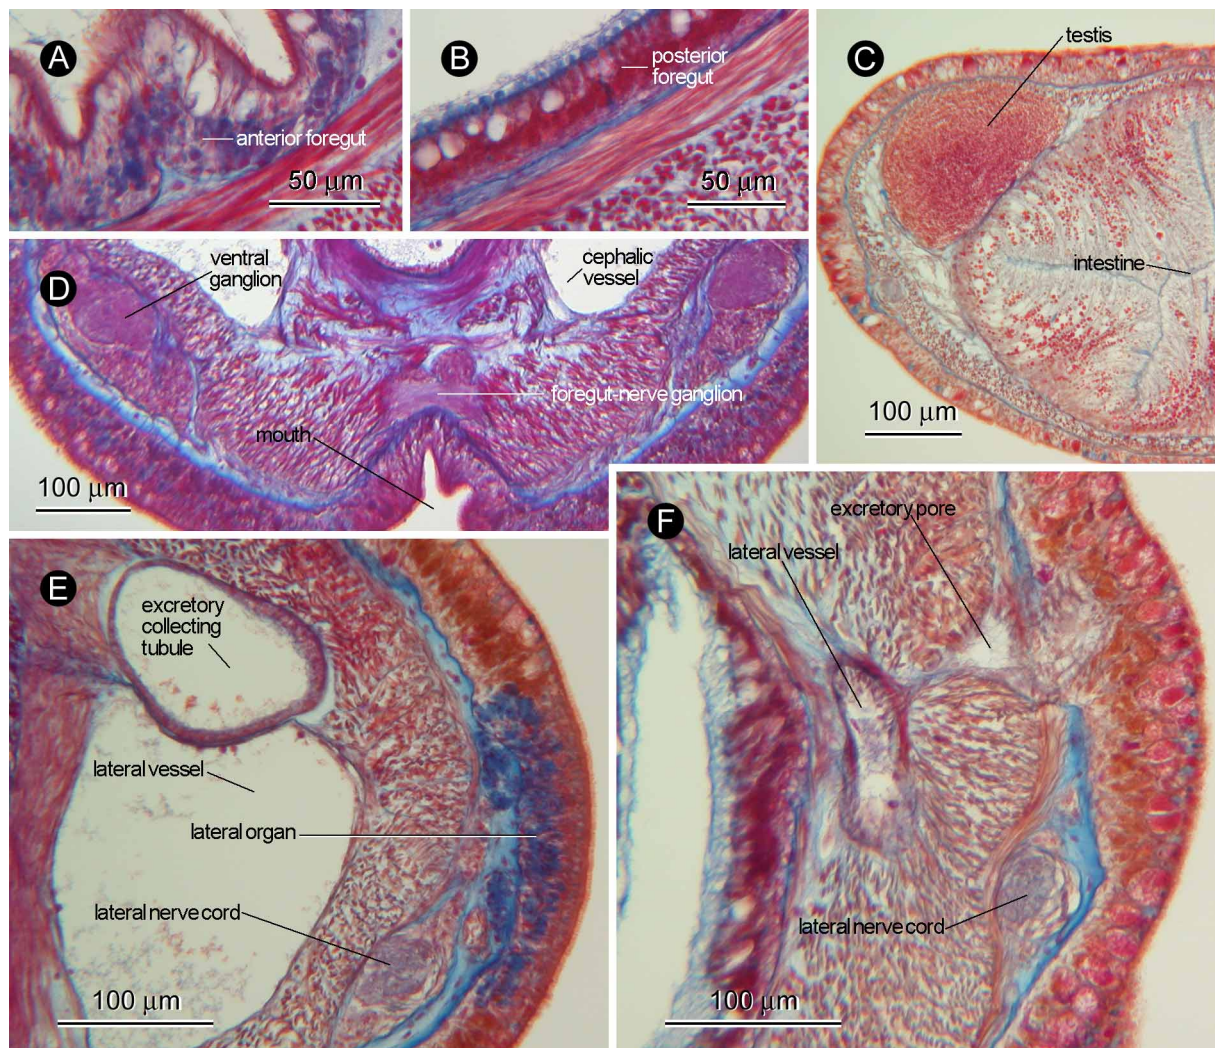 A
anterior foregut
50 µm
B
posterior
foregut
50 µm
C
testis
intestine
100 µm
D
ventral
ganglion
cephalic
vessel
foregut-nerve ganglion
mouth
100 µm
E
excretory
collecting
tubule
lateral vessel
lateral organ
lateral nerve cord
100 µm
F
excretory pore
lateral vessel
lateral nerve cord
100 µm